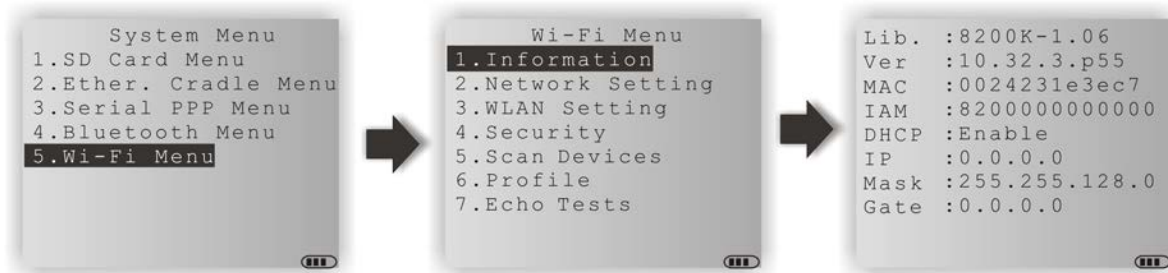 System Menu
1.SD Card Menu
2.Ether. Cradle Menu
3.Serial PPP Menu
4.Bluetooth Menu
5.Wi-Fi Menu
Wi-Fi Menu
1.Information
2.Network Setting
3.WLAN Setting
4.Security
5.Scan Devices
6.Profile
7.Echo Tests
Lib. :8200K-1.06
Ver :10.32.3.p55
MAC :0024231e3ec7
IAM :8200000000000
DHCP :Enable
IP :0.0.0.0
Mask :255.255.128.0
Gate :0.0.0.0